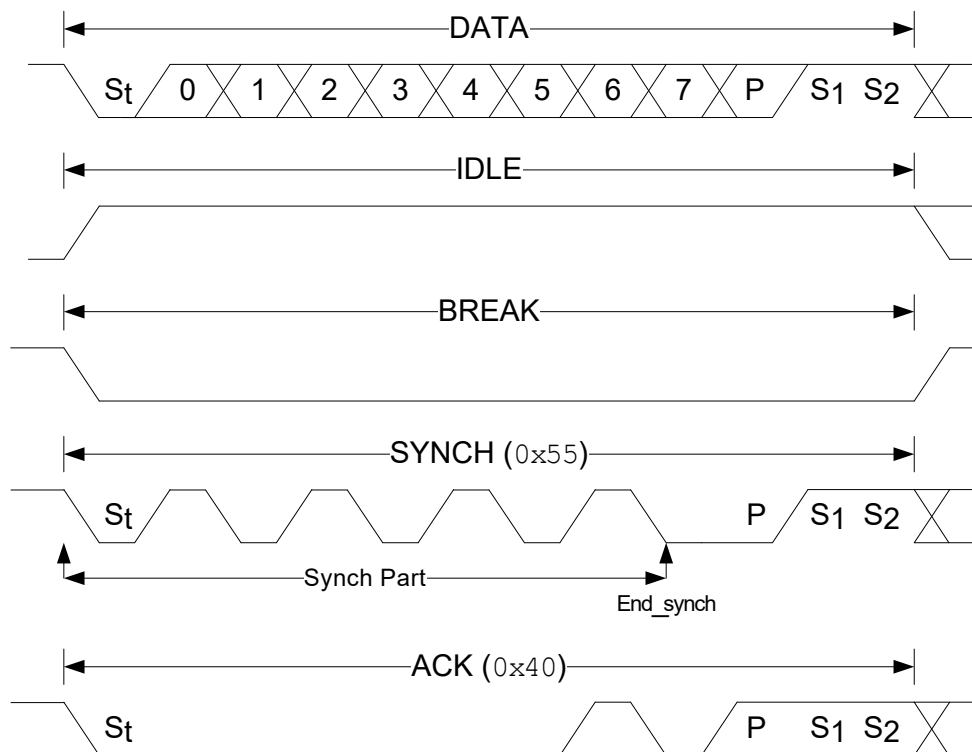 DATA
St 0 1 2 3 4 5 6 7 P S1 S2
IDLE
BREAK
SYNCH (0x55)
St P S1 S2
Synch Part
End_synch
ACK (0x40)
St P S1 S2